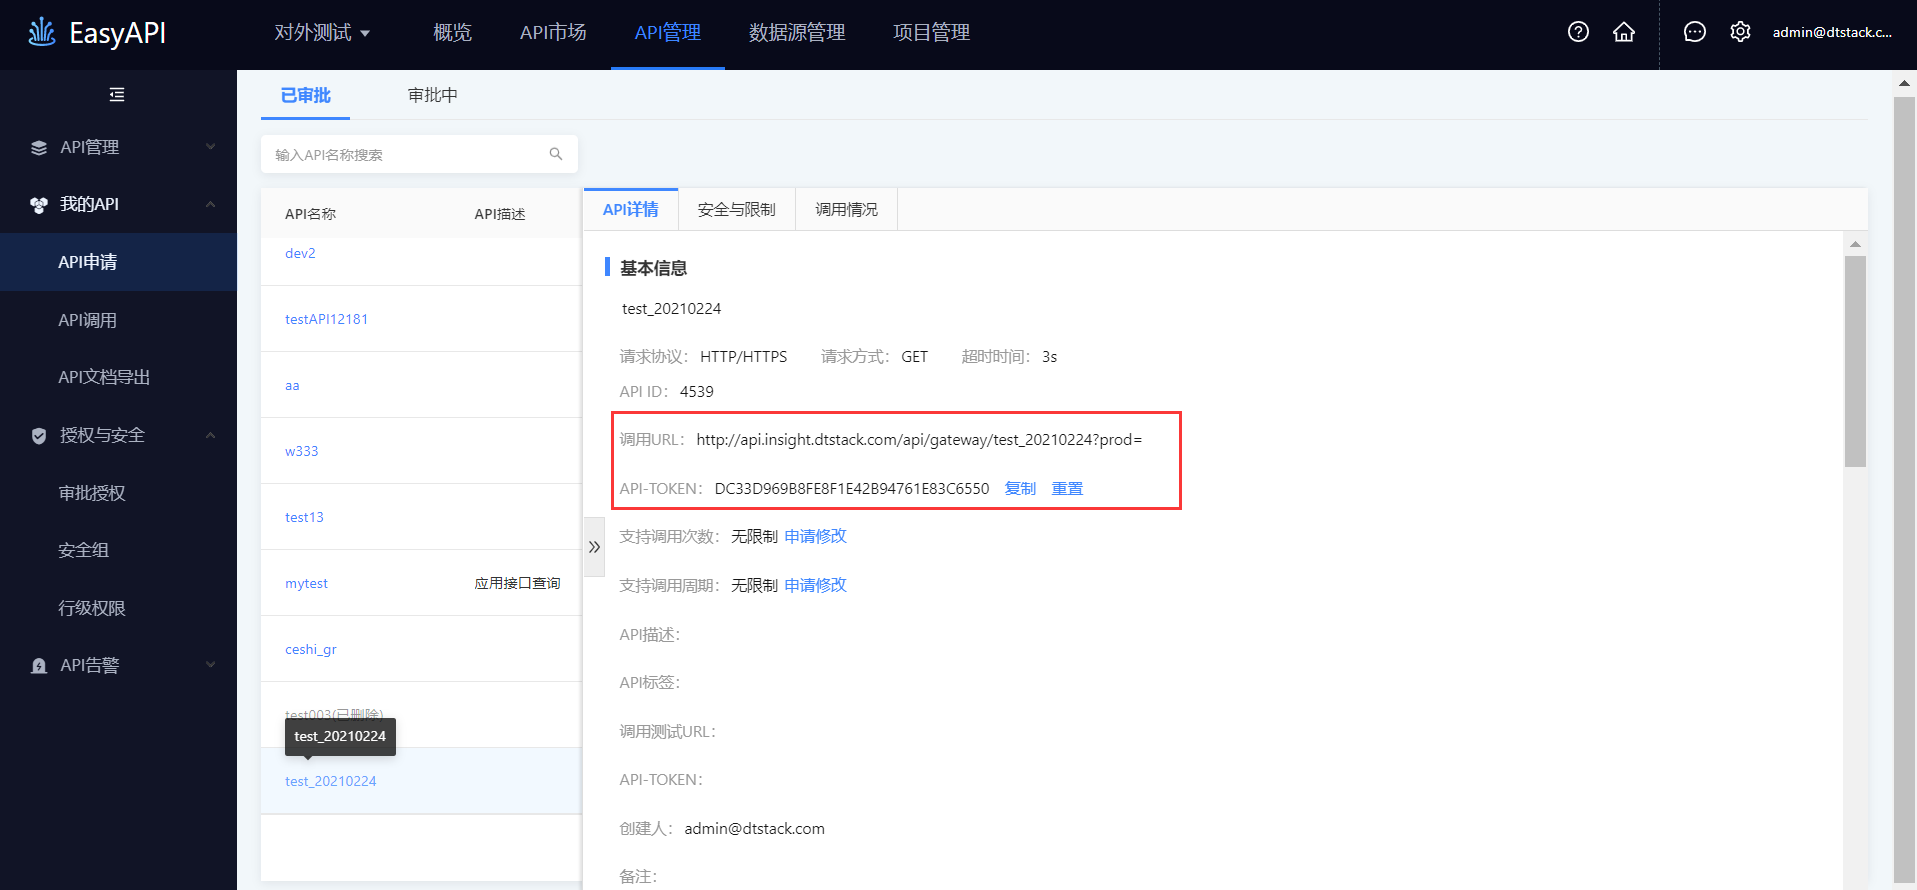 EasyAPI
对外测试
概览
API市场
API管理
数据源管理
项目管理
admin@dtstack.c...
API管理
我的API
API申请
API调用
API文档导出
授权与安全
审批授权
安全组
行级权限
API告警
已审批
审批中
输入API名称搜索
API名称
API描述
dev2
testAPI12181
aa
w333
test13
mytest
应用接口查询
ceshi_gr
test003(已删除)
test_20210224
test_20210224
API详情
安全与限制
调用情况
基本信息
test_20210224
请求协议： HTTP/HTTPS 请求方式： GET 超时时间： 3s
API ID： 4539
调用URL： http://api.insight.dtstack.com/api/gateway/test_20210224?prod=
API-TOKEN： DC33D969B8FE8F1E42B94761E83C6550 复制 重置
支持调用次数： 无限制 申请修改
支持调用周期： 无限制 申请修改
API描述：
API标签：
调用测试URL：
API-TOKEN：
创建人： admin@dtstack.com
备注：